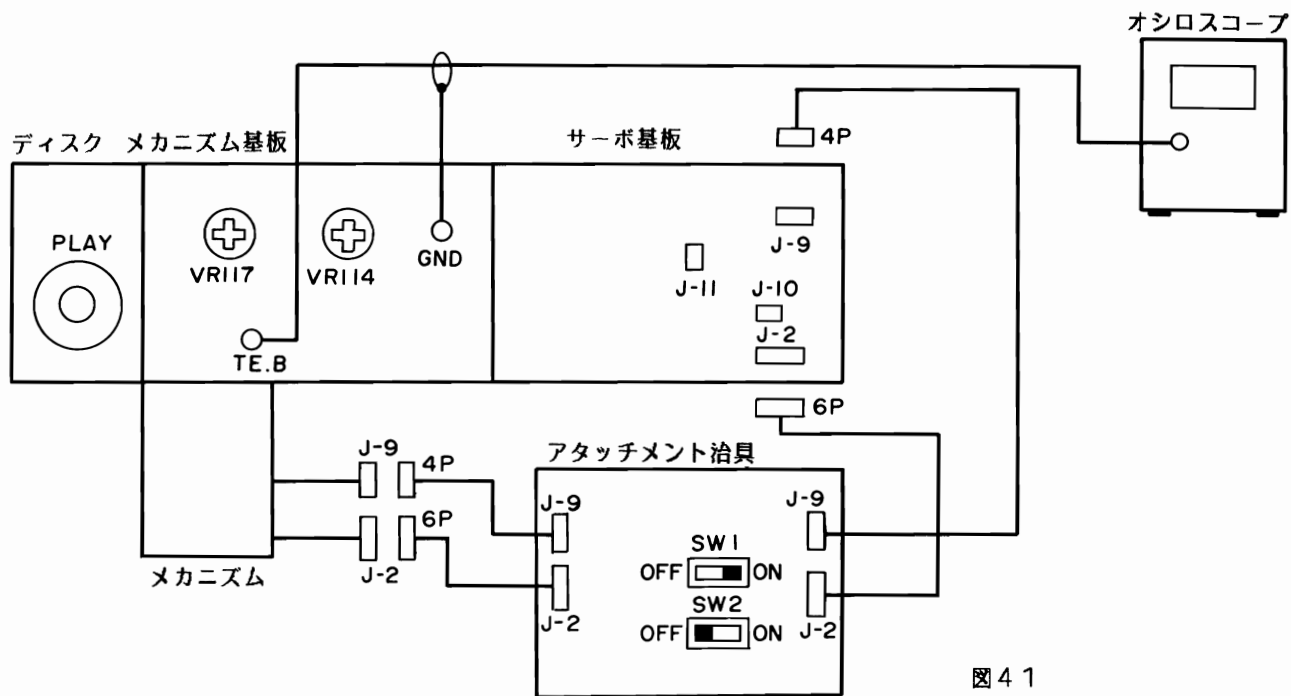 オシロスコープ
ディスク メカニズム基板
サーボ基板
4P
PLAY
VR117
VR114
GND
J-9
J-11
J-10
J-2
TE.B
6P
アタッチメント治具
J-9
4P
6P
J-2
メカニズム
J-9
J-9
SW1
OFF ON
SW2
OFF ON
J-2
J-2
図41